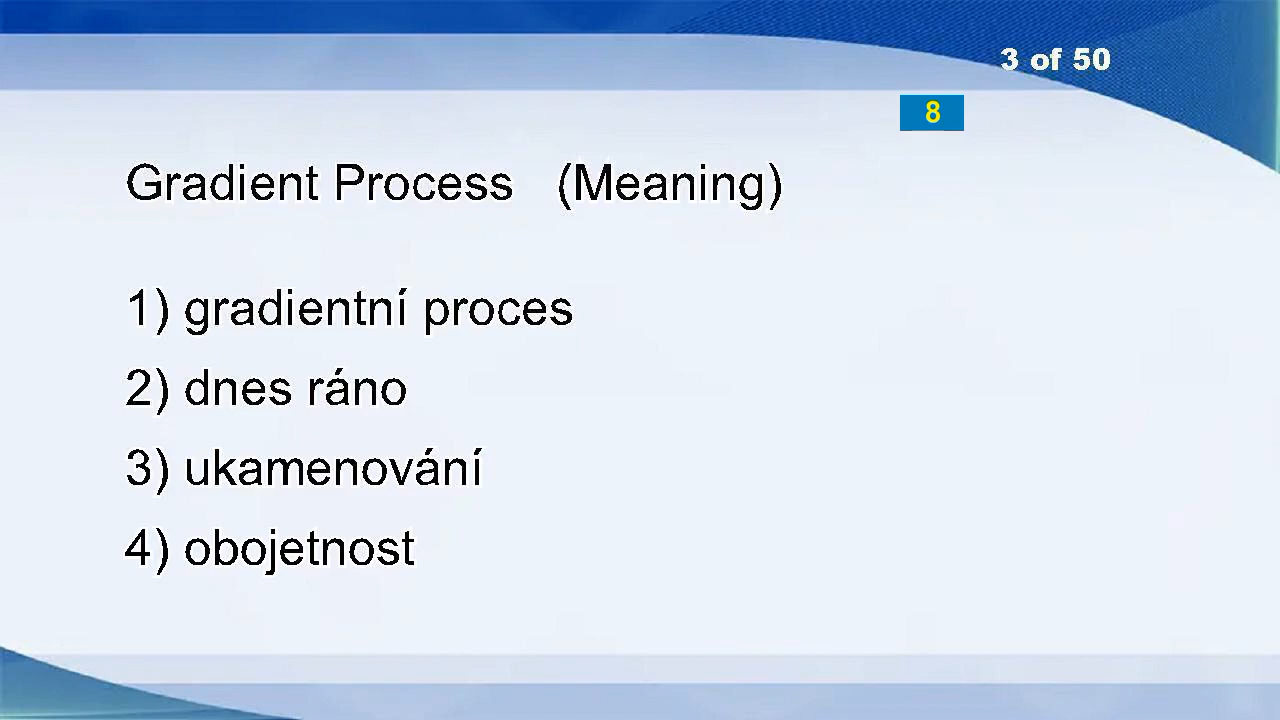 3 of 50
8
Gradient Process (Meaning)
1) gradientní proces
2) dnes ráno
3) ukamenování
4) obojetnost